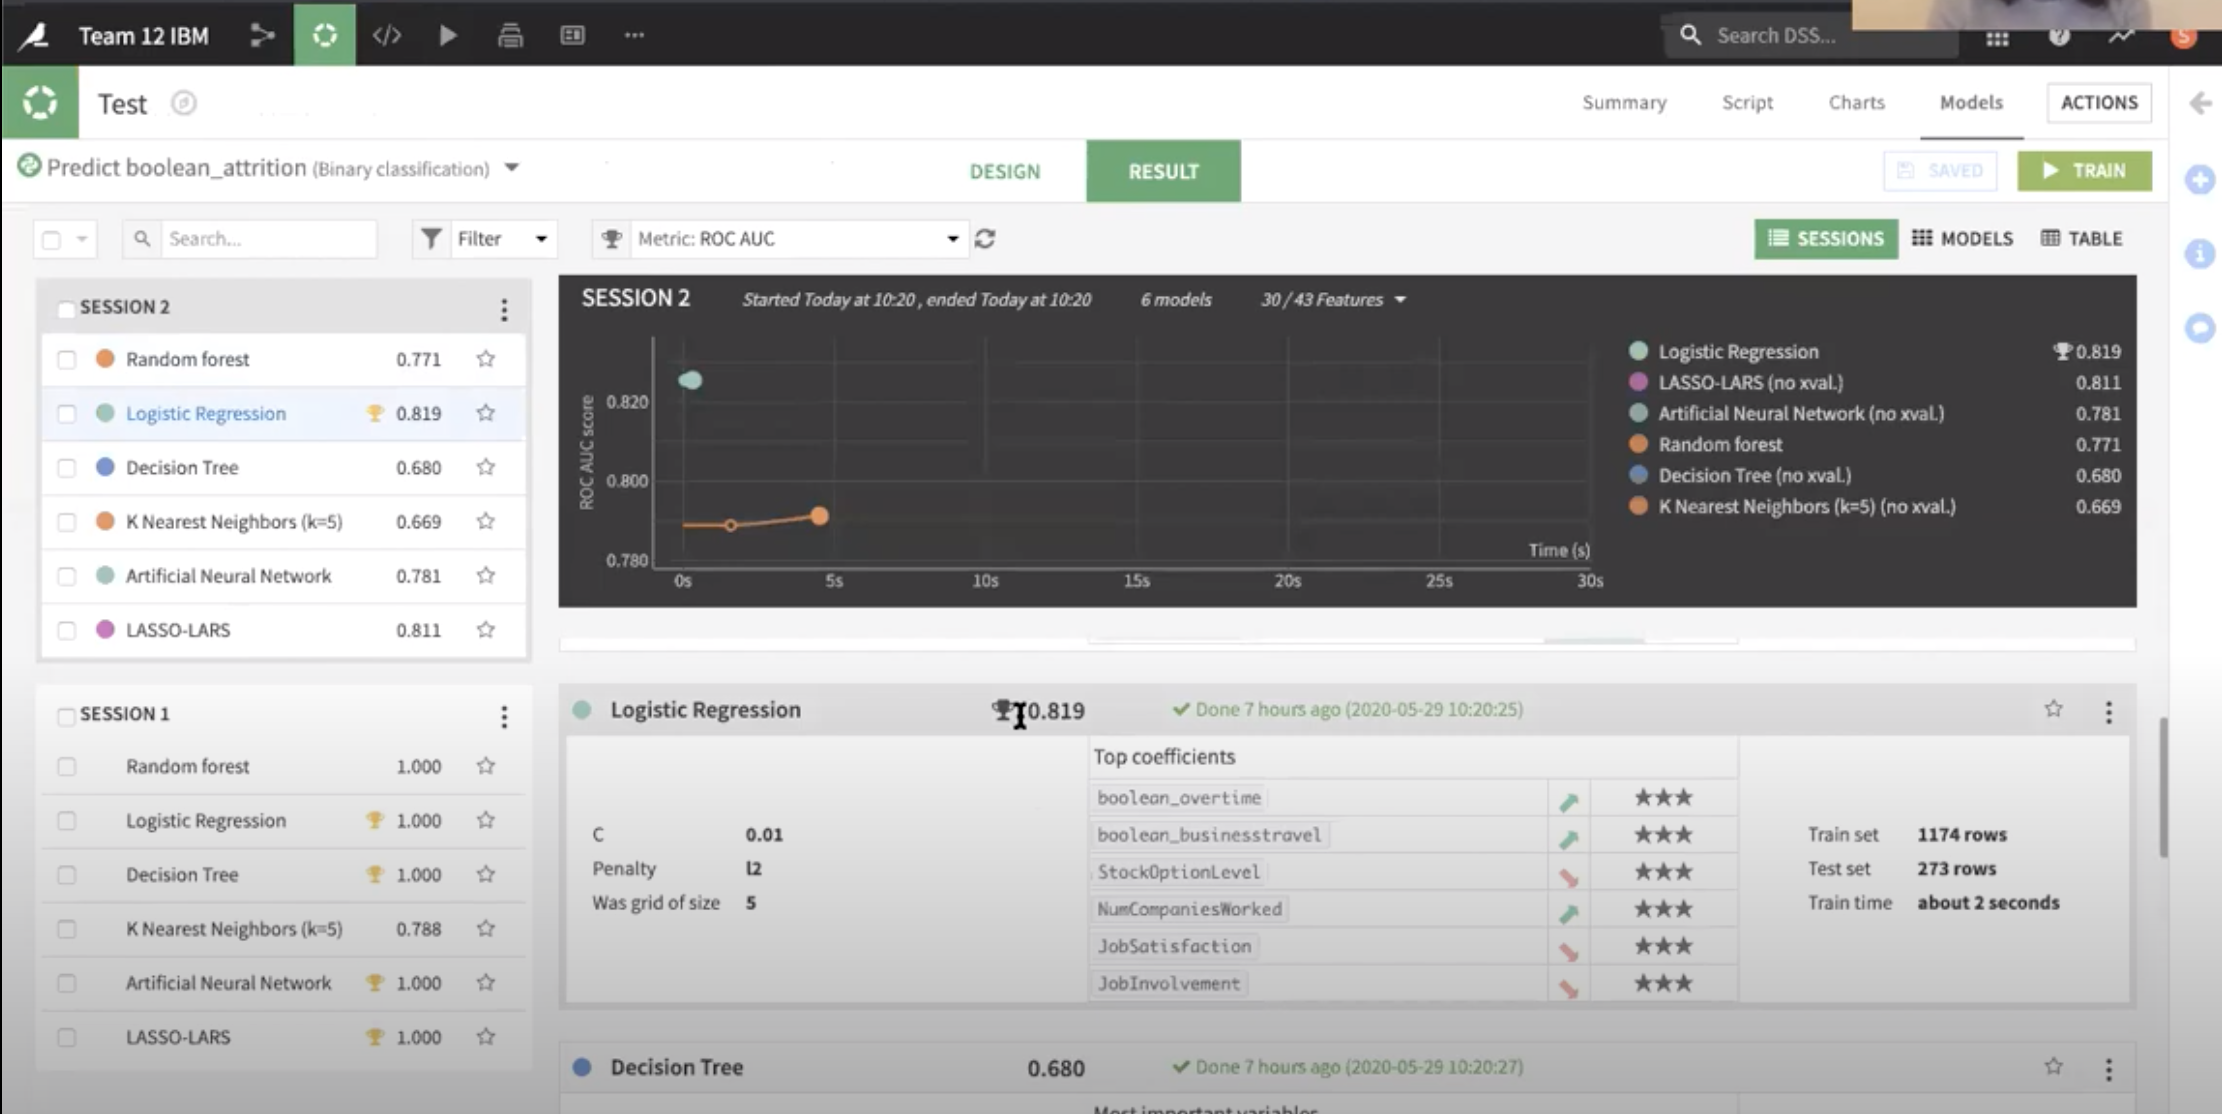 Team 12 IBM
Search DSS...
S
Test
Summary
Script
Charts
Models
ACTIONS
Predict boolean_attrition (Binary classification)
DESIGN
RESULT
SAVED
TRAIN
Search...
Filter
Metric: ROC AUC
SESSIONS
MODELS
TABLE
SESSION 2
Random forest 0.771
Logistic Regression 0.819
Decision Tree 0.680
K Nearest Neighbors (k=5) 0.669
Artificial Neural Network 0.781
LASSO-LARS 0.811
SESSION 1
Random forest 1.000
Logistic Regression 1.000
Decision Tree 1.000
K Nearest Neighbors (k=5) 0.788
Artificial Neural Network 1.000
LASSO-LARS 1.000
SESSION 2
Started Today at 10:20 , ended Today at 10:20
6 models
30 / 43 Features
ROC AUC score
0.820
0.800
0.780
Time (s)
0s 5s 10s 15s 20s 25s 30s
Logistic Regression 0.819
LASSO-LARS (no xval.) 0.811
Artificial Neural Network (no xval.) 0.781
Random forest 0.771
Decision Tree (no xval.) 0.680
K Nearest Neighbors (k=5) (no xval.) 0.669
Logistic Regression
0.819
Done 7 hours ago (2020-05-29 10:20:25)
C 0.01
Penalty l2
Was grid of size 5
Top coefficients
boolean_overtime
boolean_businesstravel
StockOptionLevel
NumCompaniesWorked
JobSatisfaction
JobInvolvement
Train set 1174 rows
Test set 273 rows
Train time about 2 seconds
Decision Tree
0.680
Done 7 hours ago (2020-05-29 10:20:27)
Most important variables